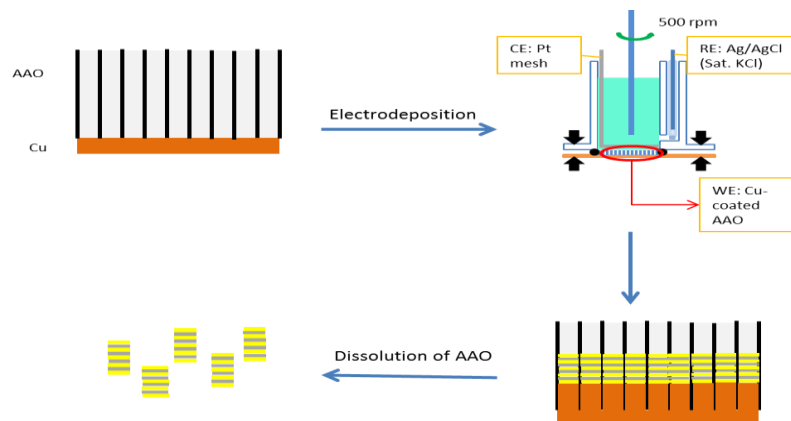 AAO
Cu
Electrodeposition
500 rpm
CE: Pt
mesh
RE: Ag/AgCl
(Sat. KCl)
WE: Cu-
coated
AAO
Dissolution of AAO